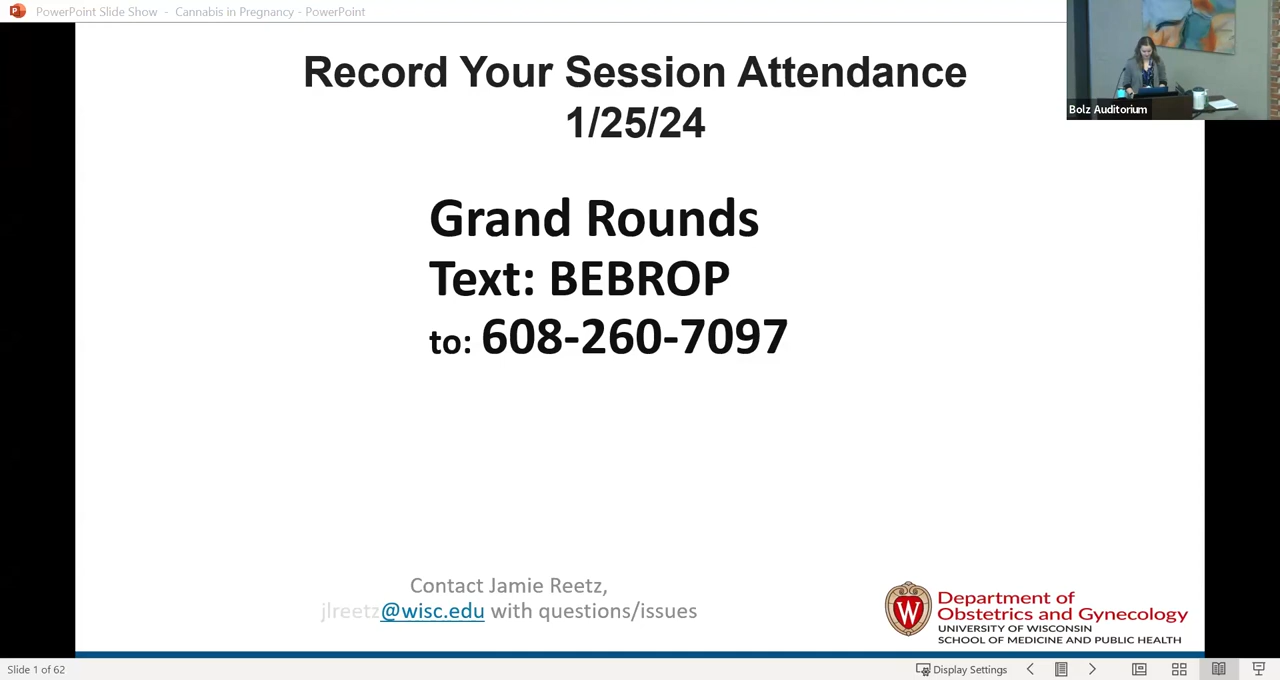 PowerPoint Slide Show - Cannabis in Pregnancy - PowerPoint
Bolz Auditorium
Record Your Session Attendance
1/25/24
Grand Rounds
Text: BEBROP
to: 608-260-7097
Contact Jamie Reetz,
jlreetz@wisc.edu with questions/issues
W
Department of
Obstetrics and Gynecology
UNIVERSITY OF WISCONSIN
SCHOOL OF MEDICINE AND PUBLIC HEALTH
Slide 1 of 62
Display Settings